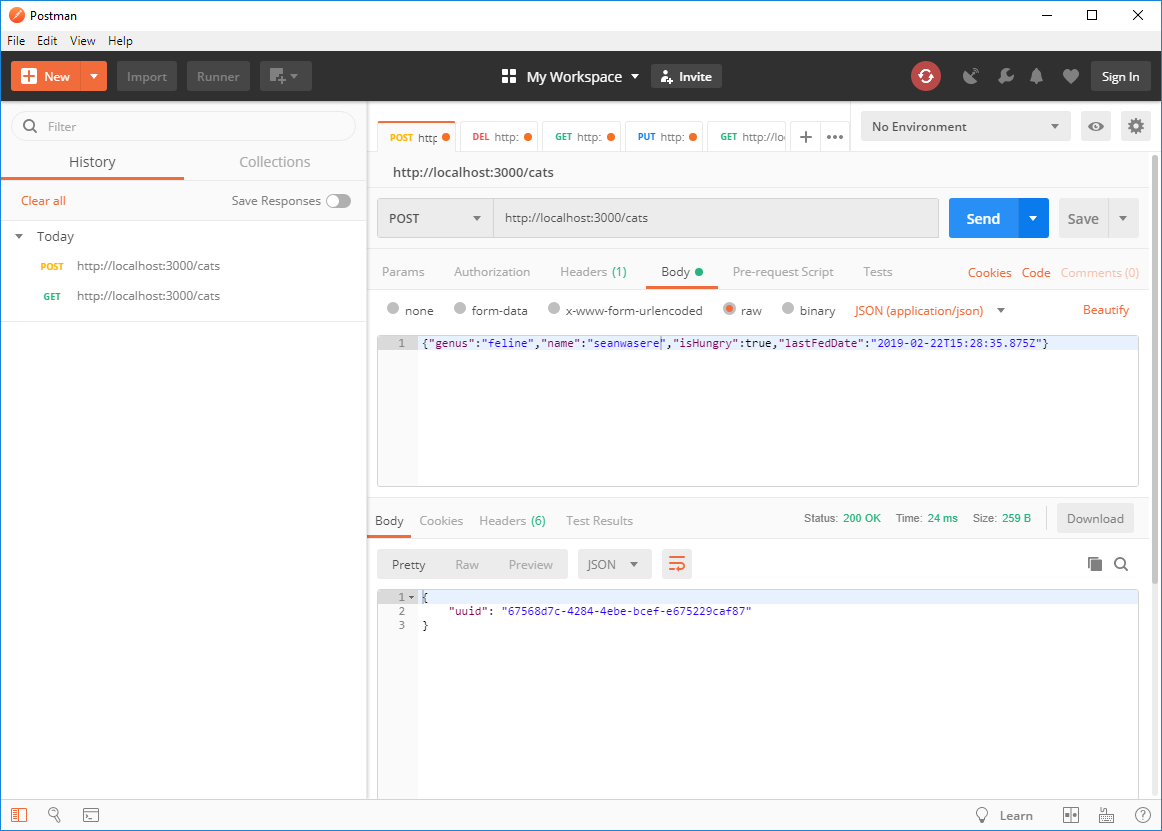 Postman
File Edit View Help
New Import Runner My Workspace Invite Sign In
Filter
History Collections
Clear all Save Responses
Today
POST http://localhost:3000/cats
GET http://localhost:3000/cats
POST http DEL http: GET http: PUT http: GET http://lo No Environment
http://localhost:3000/cats
POST http://localhost:3000/cats Send Save
Params Authorization Headers (1) Body Pre-request Script Tests Cookies Code Comments (0)
none form-data x-www-form-urlencoded raw binary JSON (application/json) Beautify
1 {"genus":"feline","name":"seanwasere","isHungry":true,"lastFedDate":"2019-02-22T15:28:35.875Z"}
Body Cookies Headers (6) Test Results Status: 200 OK Time: 24 ms Size: 259 B Download
Pretty Raw Preview JSON
1 {
2 "uuid": "67568d7c-4284-4ebe-bcef-e675229caf87"
3 }
Learn